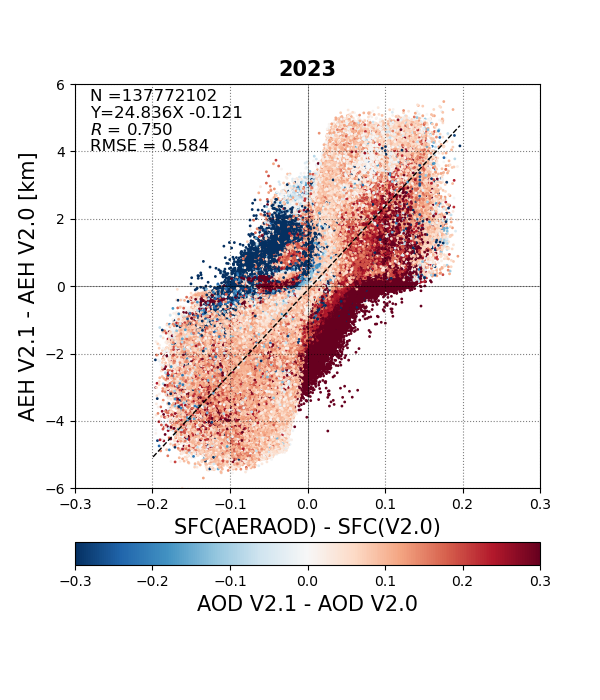 2023
N =137772102
Y=24.836X -0.121
R = 0.750
RMSE = 0.584
AEH V2.1 - AEH V2.0 [km]
6
4
2
0
−2
−4
−6
−0.3 −0.2 −0.1 0.0 0.1 0.2 0.3
SFC(AERAOD) - SFC(V2.0)
−0.3 −0.2 −0.1 0.0 0.1 0.2 0.3
AOD V2.1 - AOD V2.0